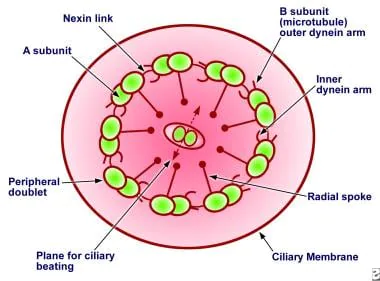 Nexin link
A subunit
B subunit
(microtubule)
outer dynein arm
Inner
dynein arm
Peripheral
doublet
Radial spoke
Plane for ciliary
beating
Ciliary Membrane